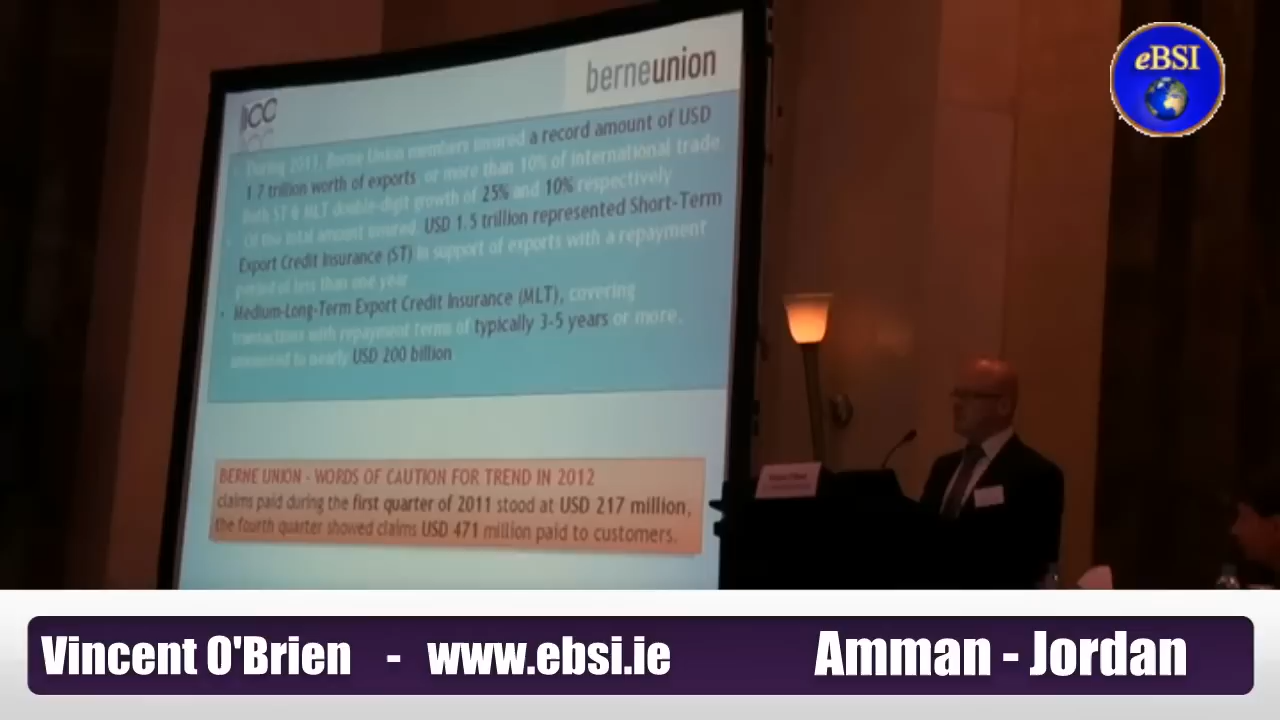 berneunion
eBSI
ICC
During 2011, Berne Union members insured a record amount of USD
1.7 trillion worth of exports or more than 10% of international trade
Both ST & MLT double-digit growth of 25% and 10% respectively
Of the total amount insured, USD 1.5 trillion represented Short-Term
Export Credit Insurance (ST) in support of exports with a repayment
period of less than one year
Medium-Long-Term Export Credit Insurance (MLT), covering
transactions with repayment terms of typically 3-5 years or more,
amounted to nearly USD 200 billion
BERNE UNION - WORDS OF CAUTION FOR TREND IN 2012
claims paid during the first quarter of 2011 stood at USD 217 million,
the fourth quarter showed claims USD 471 million paid to customers.
Vincent O'Brien - www.ebsi.ie Amman - Jordan